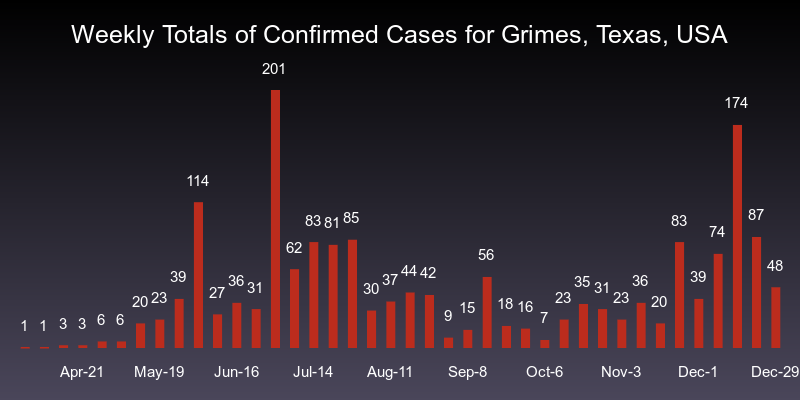 Weekly Totals of Confirmed Cases for Grimes, Texas, USA
1 1 3 3 6 6 20 23 39 114 27 36 31 201 62 83 81 85 30 37 44 42 9 15 56 18 16 7 23 35 31 23 36 20 83 39 74 174 87 48
Apr-21 May-19 Jun-16 Jul-14 Aug-11 Sep-8 Oct-6 Nov-3 Dec-1 Dec-29